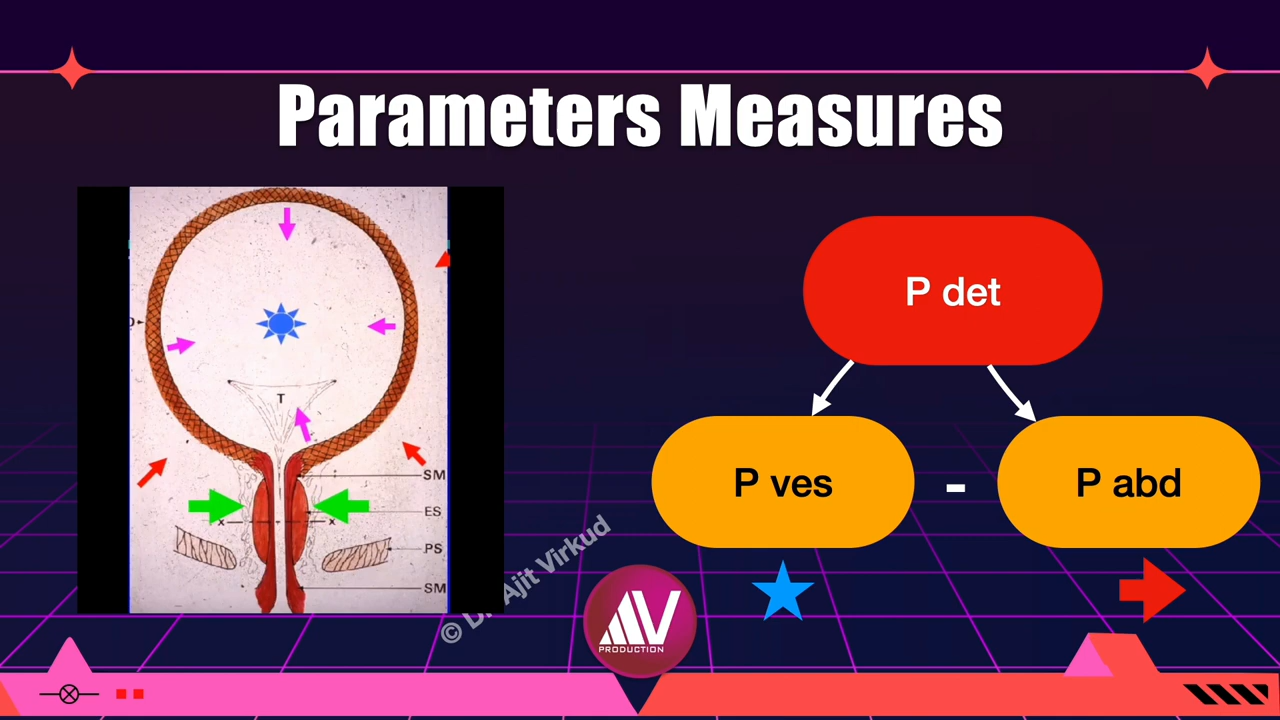 Parameters Measures
P det
P ves
-
P abd
D
T
SM
ES
x
x
PS
SM
© Dr. Ajit Virkud
AV
PRODUCTION